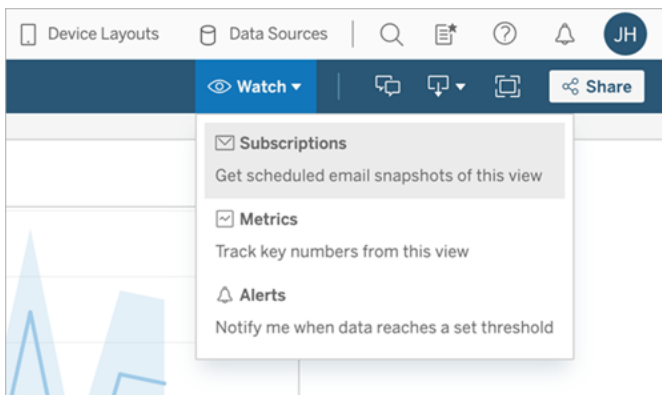 Device Layouts Data Sources JH
Watch Share
Subscriptions
Get scheduled email snapshots of this view
Metrics
Track key numbers from this view
Alerts
Notify me when data reaches a set threshold